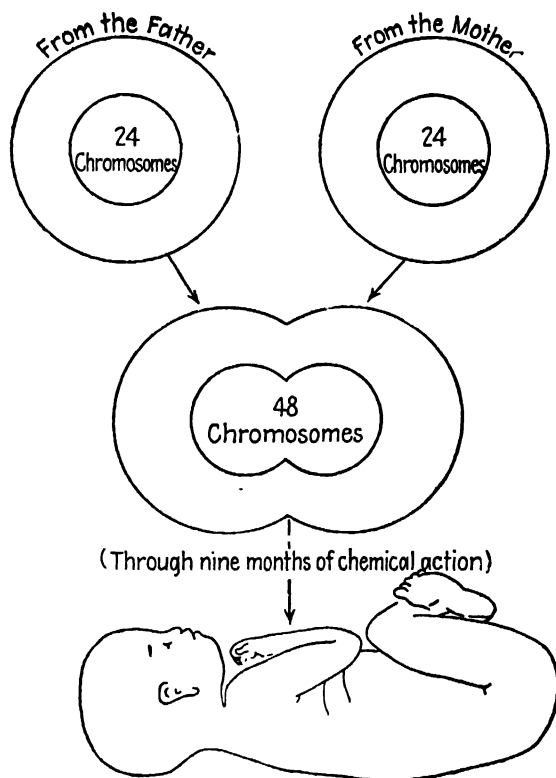 From the Father
From the Mother
24
Chromosomes
24
Chromosomes
48
Chromosomes
(Through nine months of chemical action)